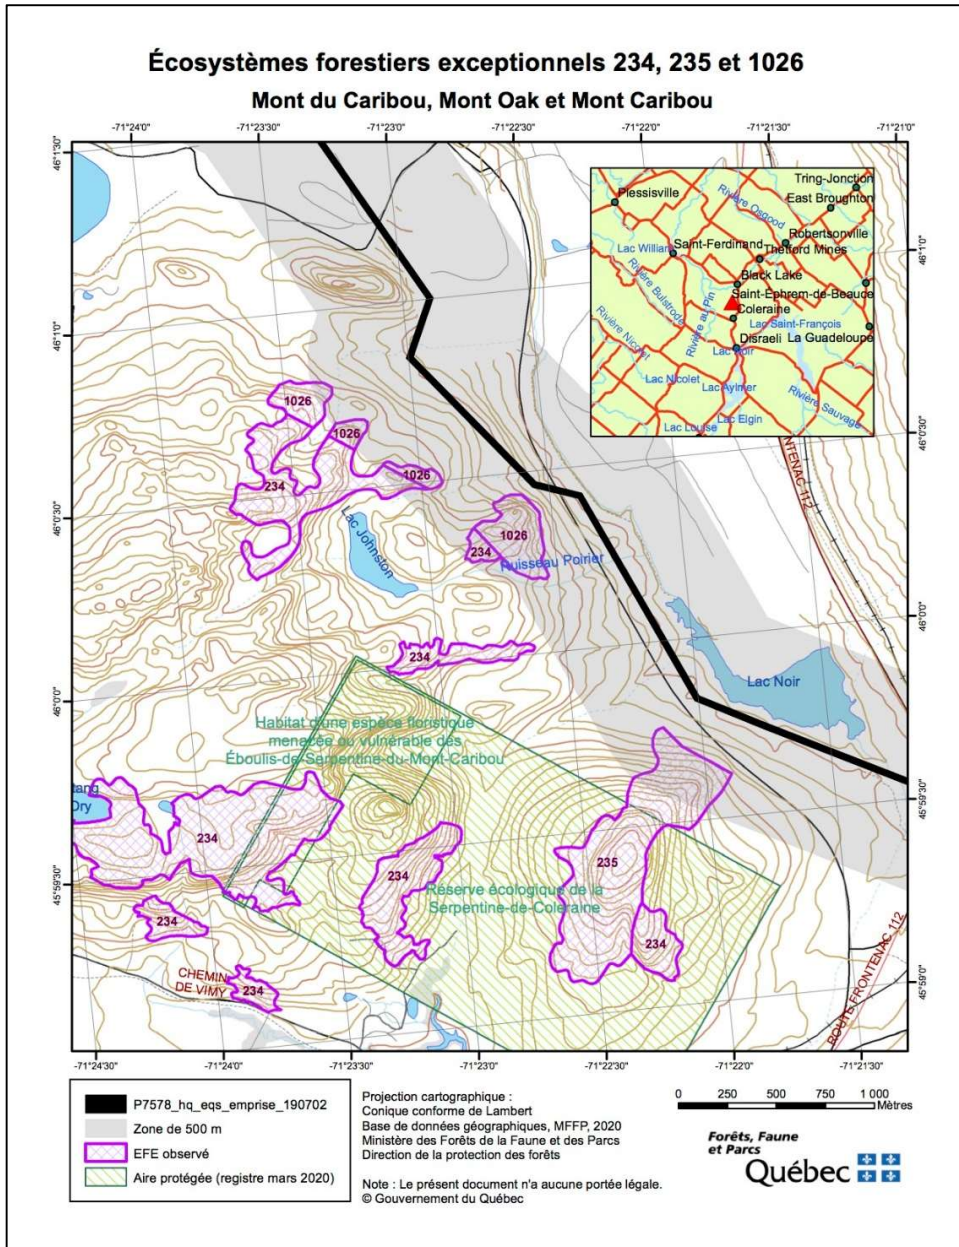 Écosystèmes forestiers exceptionnels 234, 235 et 1026
Mont du Caribou, Mont Oak et Mont Caribou
-71°24'0" -71°23'30" -71°23'0" -71°22'30" -71°22'0" -71°21'30" -71°21'0"
46°1'30"
46°1'0"
46°0'30"
46°0'0"
45°59'30"
46°1'0"
46°0'30"
46°0'0"
45°59'30"
45°59'0"
Tring-Jonction
Plessisville
East Broughton
Rivière Osgood
Robertsonville
Saint-Ferdinand
Lac William
Thetford Mines
Rivière Bulstrode
Black Lake
Rivière au Pin
Saint-Éphrem-de-Beauce
Coleraine
Rivière Nicolet
Lac Saint-François
Disraeli
La Guadeloupe
Lac Noir
Lac Nicolet
Lac Aylmer
Rivière Sauvage
Lac Elgin
Lac Louise
NTENAC 112
1026
1026
1026
234
Lac Johnston
1026
234
Ruisseau Poirier
234
Lac Noir
Habitat d'une espèce floristique
menacée ou vulnérable des
Éboulis-de-Serpentine-du-Mont-Caribou
tang
Dry
234
234
235
Réserve écologique de la
Serpentine-de-Coleraine
234
234
CHEMIN
DE VIMY
234
ROUTE FRONTENAC 112
-71°24'30" -71°24'0" -71°23'30" -71°23'0" -71°22'30" -71°22'0" -71°21'30"
P7578_hq_eqs_emprise_190702
Zone de 500 m
EFE observé
Aire protégée (registre mars 2020)
Projection cartographique :
Conique conforme de Lambert
Base de données géographiques, MFFP, 2020
Ministère des Forêts de la Faune et des Parcs
Direction de la protection des forêts
Note : Le présent document n'a aucune portée légale.
© Gouvernement du Québec
0 250 500 750 1 000
Mètres
Forêts, Faune
et Parcs
Québec